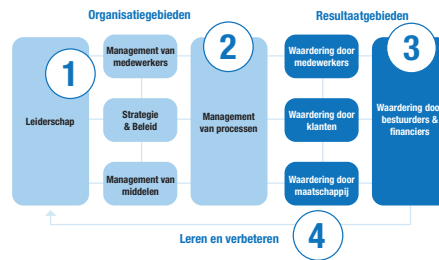 Organisatiegebieden
Resultaatgebieden
1
Leiderschap
Management van
medewerkers
Strategie
& Beleid
Management van
middelen
2
Management
van processen
Waardering door
medewerkers
Waardering door
klanten
Waardering door
maatschappij
3
Waardering door
bestuurders &
financiers
Leren en verbeteren
4